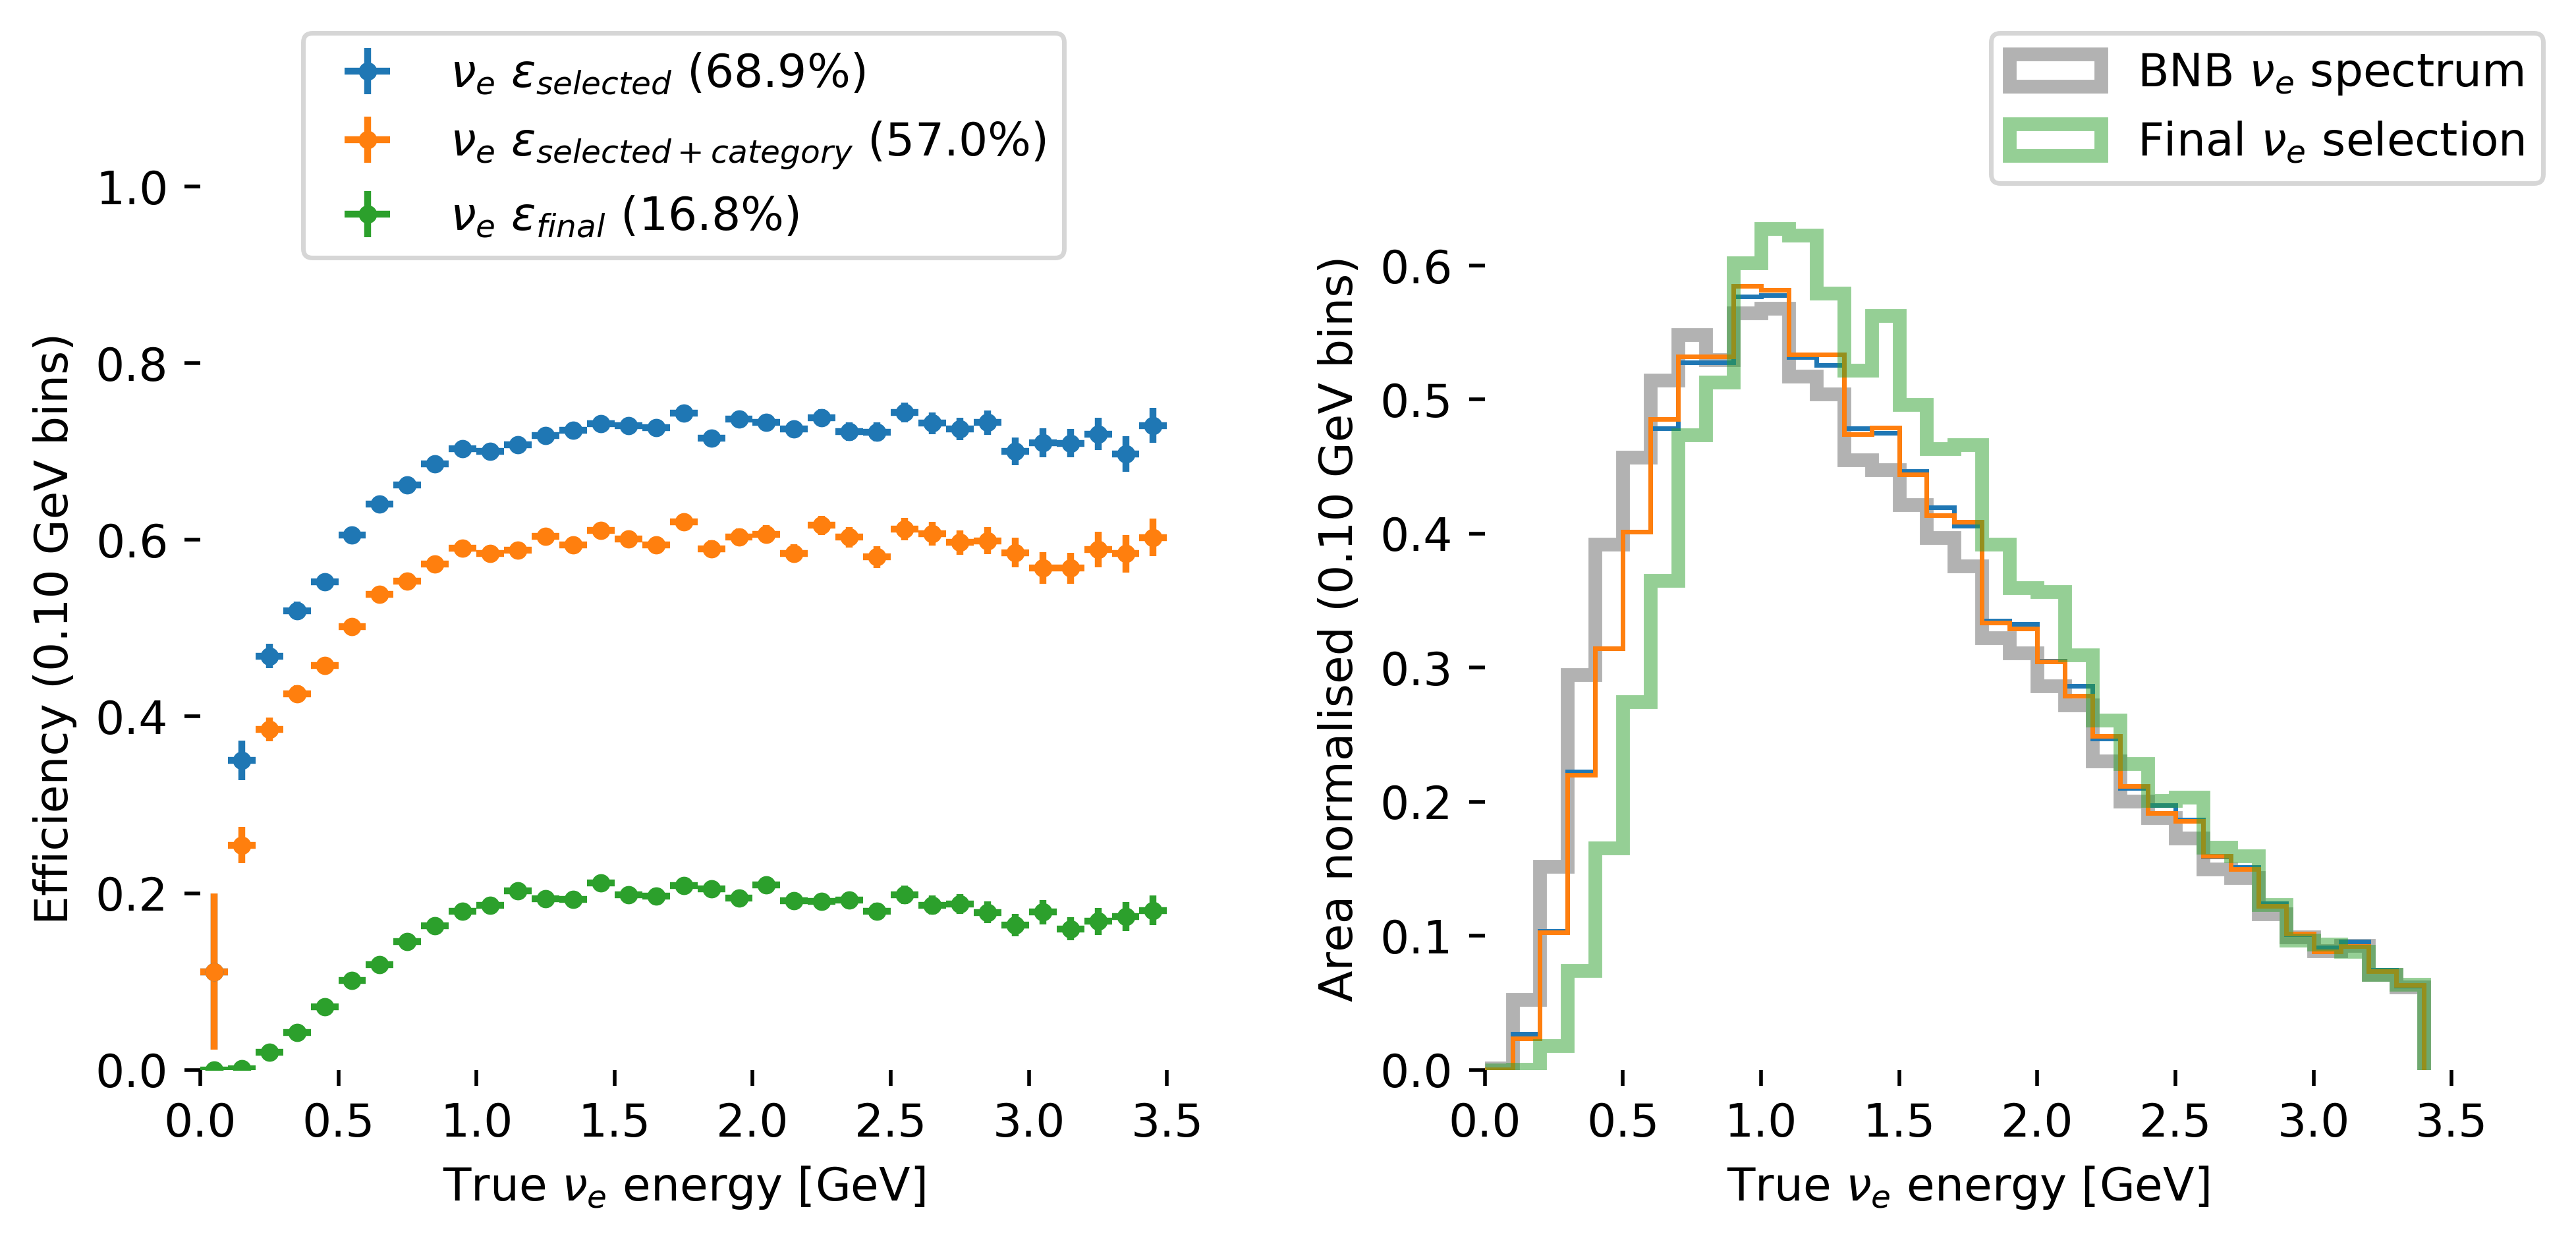 νe εselected (68.9%)
νe εselected+category (57.0%)
νe εfinal (16.8%)
Efficiency (0.10 GeV bins)
1.0
0.8
0.6
0.4
0.2
0.0
0.0 0.5 1.0 1.5 2.0 2.5 3.0 3.5
True νe energy [GeV]
BNB νe spectrum
Final νe selection
Area normalised (0.10 GeV bins)
0.6
0.5
0.4
0.3
0.2
0.1
0.0
0.0 0.5 1.0 1.5 2.0 2.5 3.0 3.5
True νe energy [GeV]